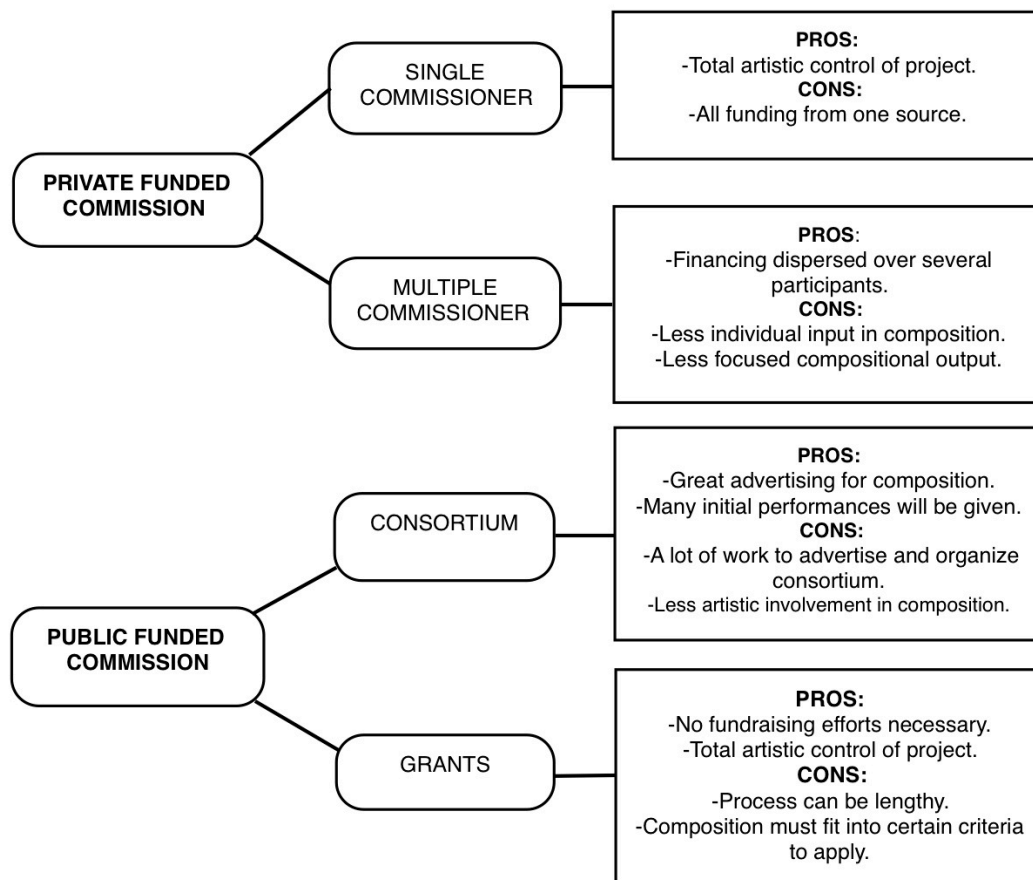 PRIVATE FUNDED
COMMISSION
SINGLE
COMMISSIONER
PROS:
-Total artistic control of project.
CONS:
-All funding from one source.
MULTIPLE
COMMISSIONER
PROS:
-Financing dispersed over several
participants.
CONS:
-Less individual input in composition.
-Less focused compositional output.
PUBLIC FUNDED
COMMISSION
CONSORTIUM
PROS:
-Great advertising for composition.
-Many initial performances will be given.
CONS:
-A lot of work to advertise and organize
consortium.
-Less artistic involvement in composition.
GRANTS
PROS:
-No fundraising efforts necessary.
-Total artistic control of project.
CONS:
-Process can be lengthy.
-Composition must fit into certain criteria
to apply.